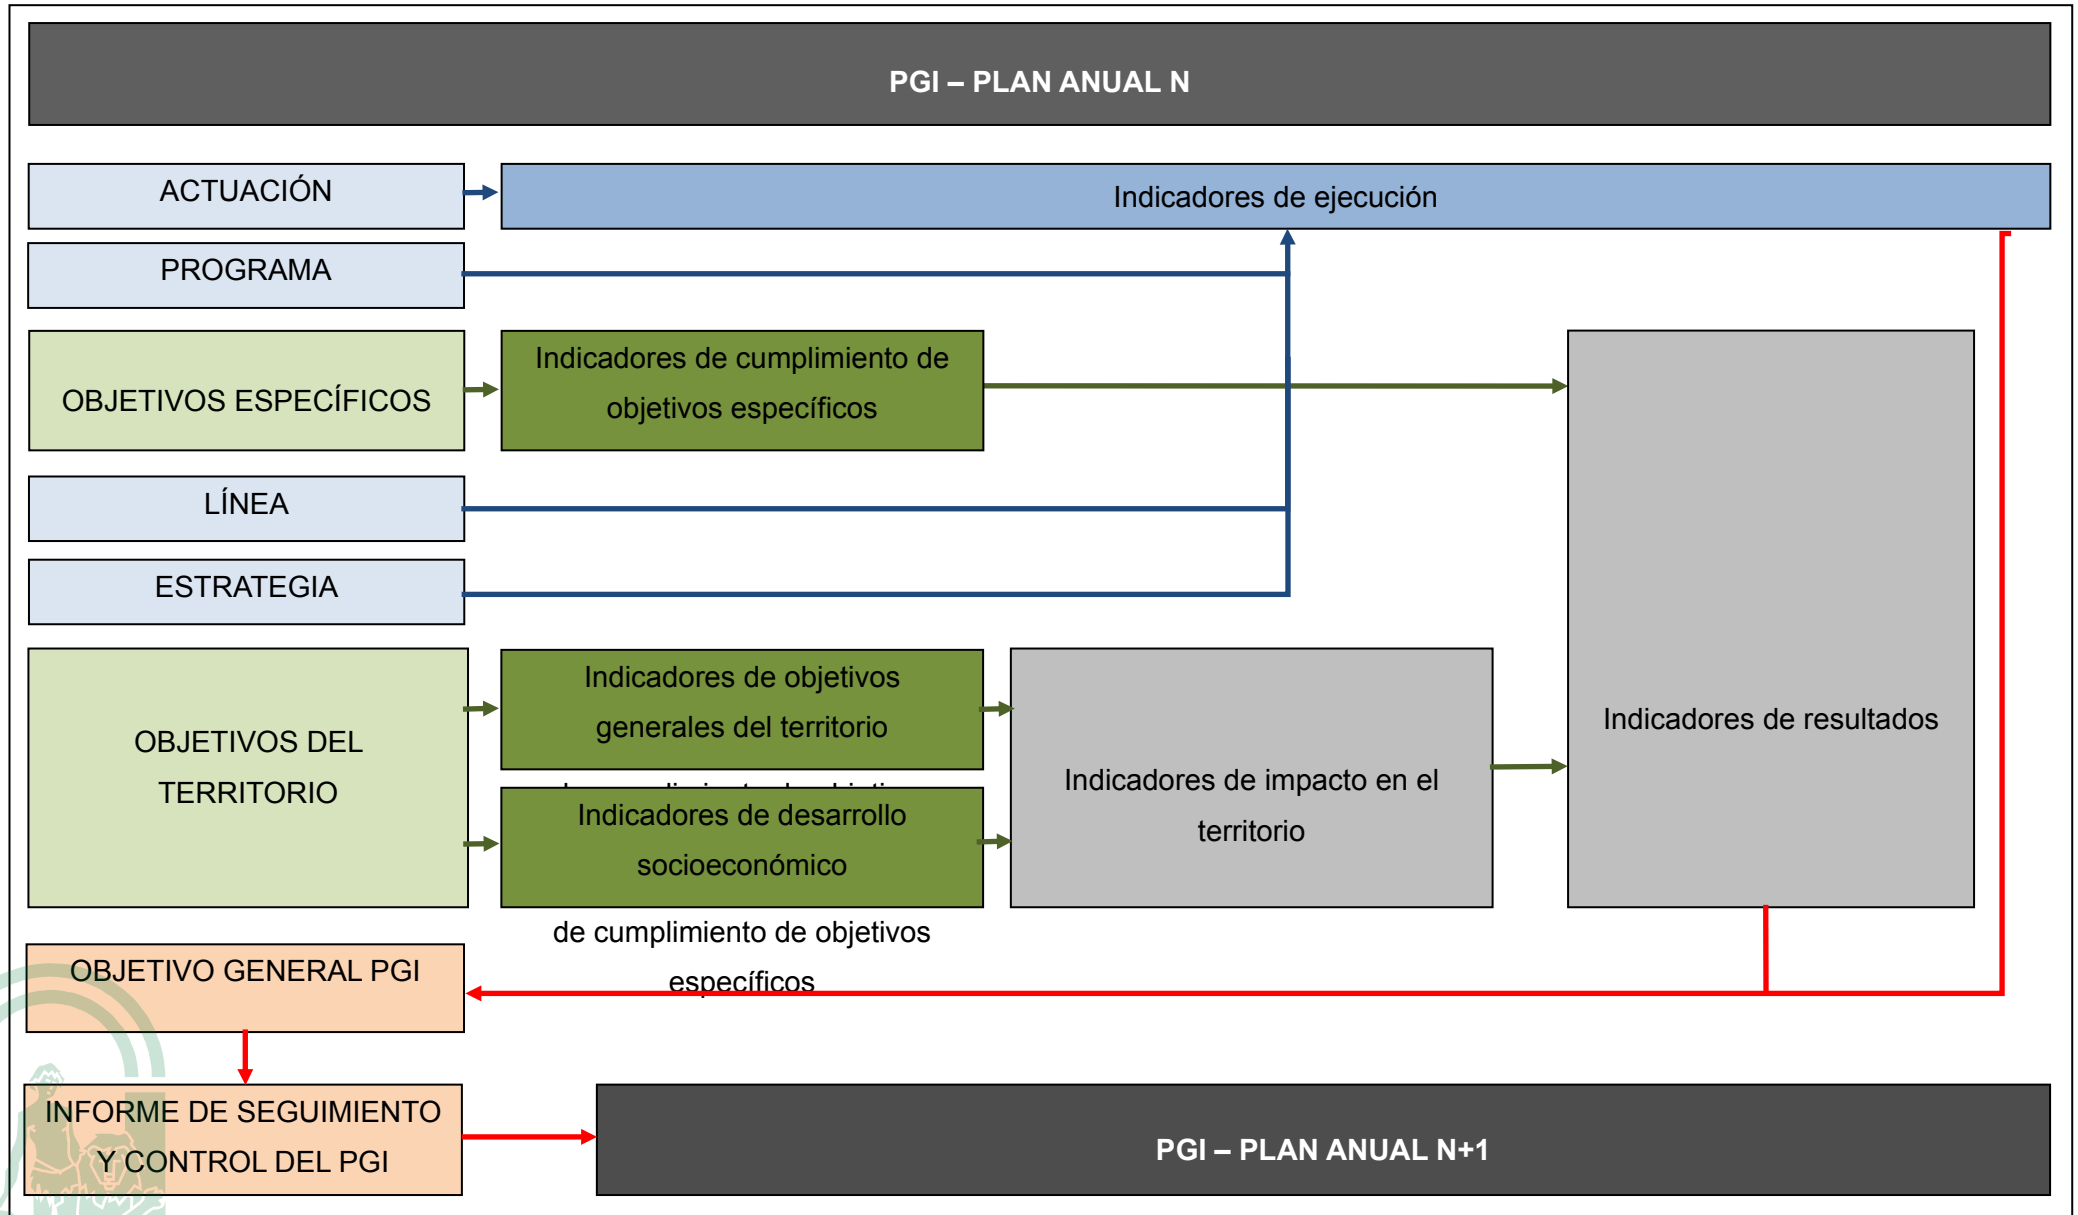 PGI – PLAN ANUAL N
ACTUACIÓN
Indicadores de ejecución
PROGRAMA
OBJETIVOS ESPECÍFICOS
Indicadores de cumplimiento de
objetivos específicos
LÍNEA
ESTRATEGIA
OBJETIVOS DEL
TERRITORIO
Indicadores de objetivos
generales del territorio
Indicadores de desarrollo
socioeconómico
de cumplimiento de objetivos
específicos
Indicadores de impacto en el
territorio
Indicadores de resultados
OBJETIVO GENERAL PGI
INFORME DE SEGUIMIENTO
Y CONTROL DEL PGI
PGI – PLAN ANUAL N+1